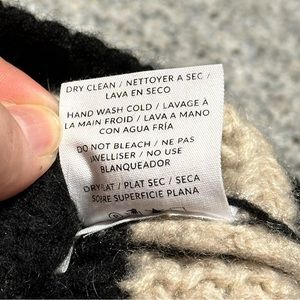 DRY CLEAN / NETTOYER A SEC /
LAVA EN SECO
HAND WASH COLD / LAVAGE À
LA MAIN FROID / LAVA A MANO
CON AGUA FRÍA
DO NOT BLEACH / NE PAS
JAVELLISER / NO USE
BLANQUEADOR
DRY FLAT / PLAT SEC / SECA
SOBRE SUPERFICIE PLANA